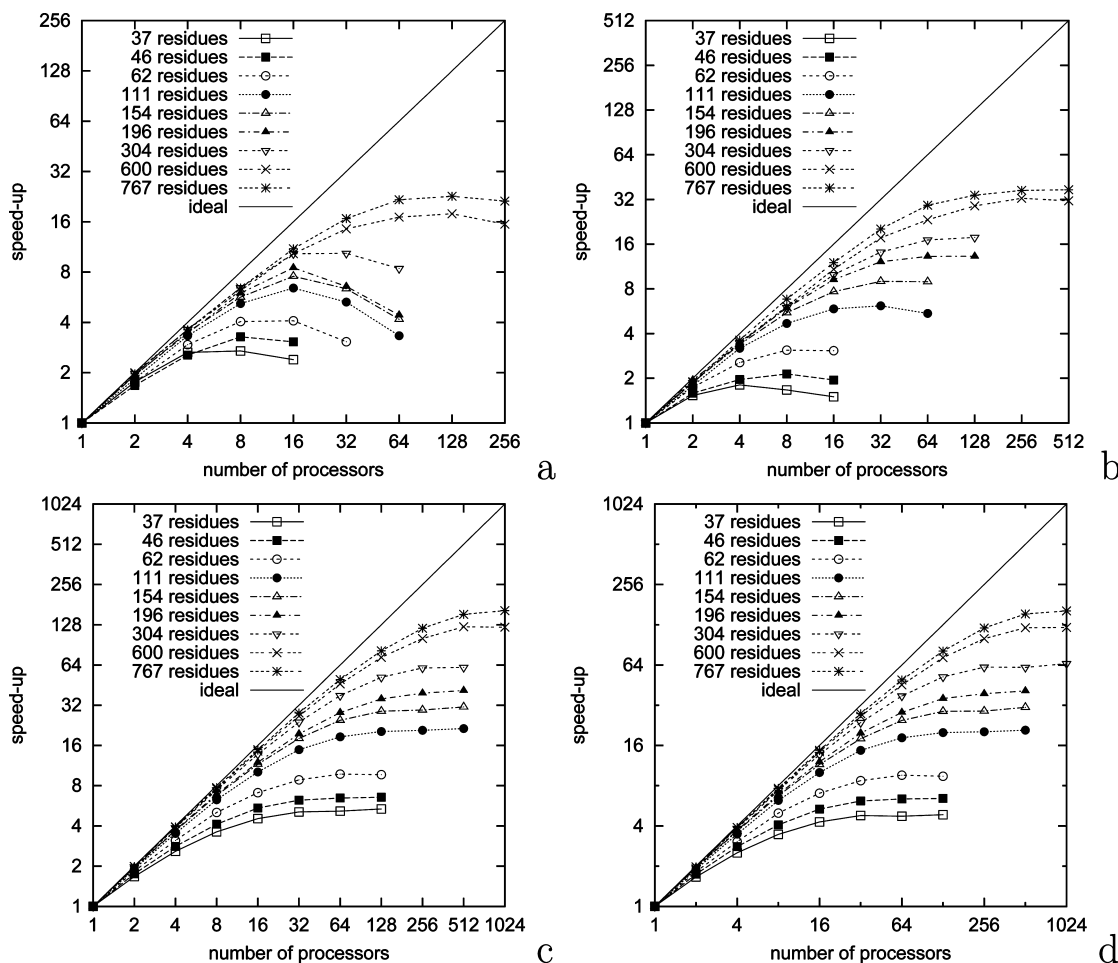 256
128
64
32
16
8
4
2
1
speed-up
37 residues
46 residues
62 residues
111 residues
154 residues
196 residues
304 residues
600 residues
767 residues
ideal
1 2 4 8 16 32 64 128 256
number of processors
a
512
256
128
64
32
16
8
4
2
1
speed-up
37 residues
46 residues
62 residues
111 residues
154 residues
196 residues
304 residues
600 residues
767 residues
ideal
1 2 4 8 16 32 64 128 256 512
number of processors
b
1024
512
256
128
64
32
16
8
4
2
1
speed-up
37 residues
46 residues
62 residues
111 residues
154 residues
196 residues
304 residues
600 residues
767 residues
ideal
1 2 4 8 16 32 64 128 256 512 1024
number of processors
c
1024
256
64
16
4
1
speed-up
37 residues
46 residues
62 residues
111 residues
154 residues
196 residues
304 residues
600 residues
767 residues
ideal
1 4 16 64 256 1024
number of processors
d